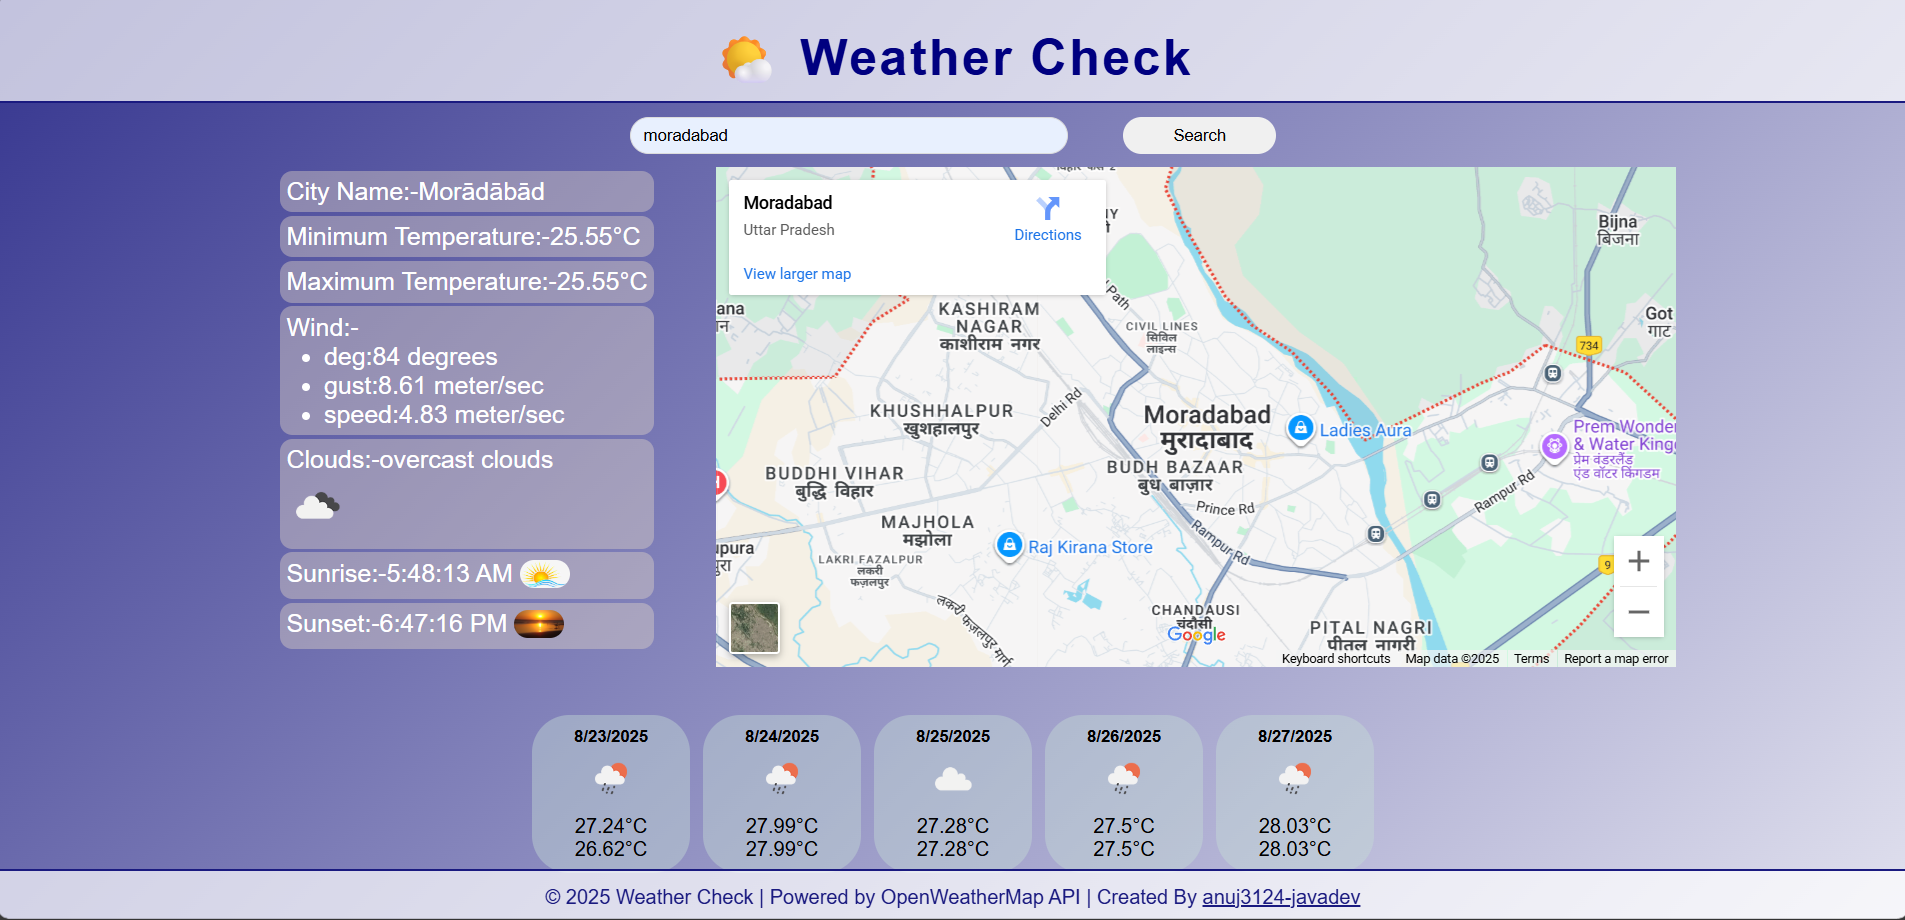 Weather Check
moradabad
Search
City Name:-Morādābād
Minimum Temperature:-25.55°C
Maximum Temperature:-25.55°C
Wind:-
deg:84 degrees
gust:8.61 meter/sec
speed:4.83 meter/sec
Clouds:-overcast clouds
Sunrise:-5:48:13 AM
Sunset:-6:47:16 PM
Moradabad
Uttar Pradesh
Directions
View larger map
Bijna
बिजना
Path
KASHIRAM
NAGAR
काशीराम नगर
CIVIL LINES
सिविल
लाइन्स
Got
गाट
734
KHUSHHALPUR
खुशहालपुर
Delhi Rd
Moradabad
मुरादाबाद
Ladies Aura
Prem Wonder
& Water King
प्रेम वंडरलैंड
एंड वॉटर किंगडम
BUDDHI VIHAR
बुद्धि विहार
BUDH BAZAAR
बुध बाज़ार
Prince Rd
Rampur Rd
Rampur Rd
MAJHOLA
मझोला
Raj Kirana Store
LAKRI FAZALPUR
लकरी
फज़लपुर
लकरी फज़लपुर मार्ग
9
CHANDAUSI
चंदौसी
Google
PITAL NAGRI
पीतल नागरी
Keyboard shortcuts
Map data ©2025
Terms
Report a map error
8/23/2025
27.24°C
26.62°C
8/24/2025
27.99°C
27.99°C
8/25/2025
27.28°C
27.28°C
8/26/2025
27.5°C
27.5°C
8/27/2025
28.03°C
28.03°C
© 2025 Weather Check | Powered by OpenWeatherMap API | Created By anuj3124-javadev